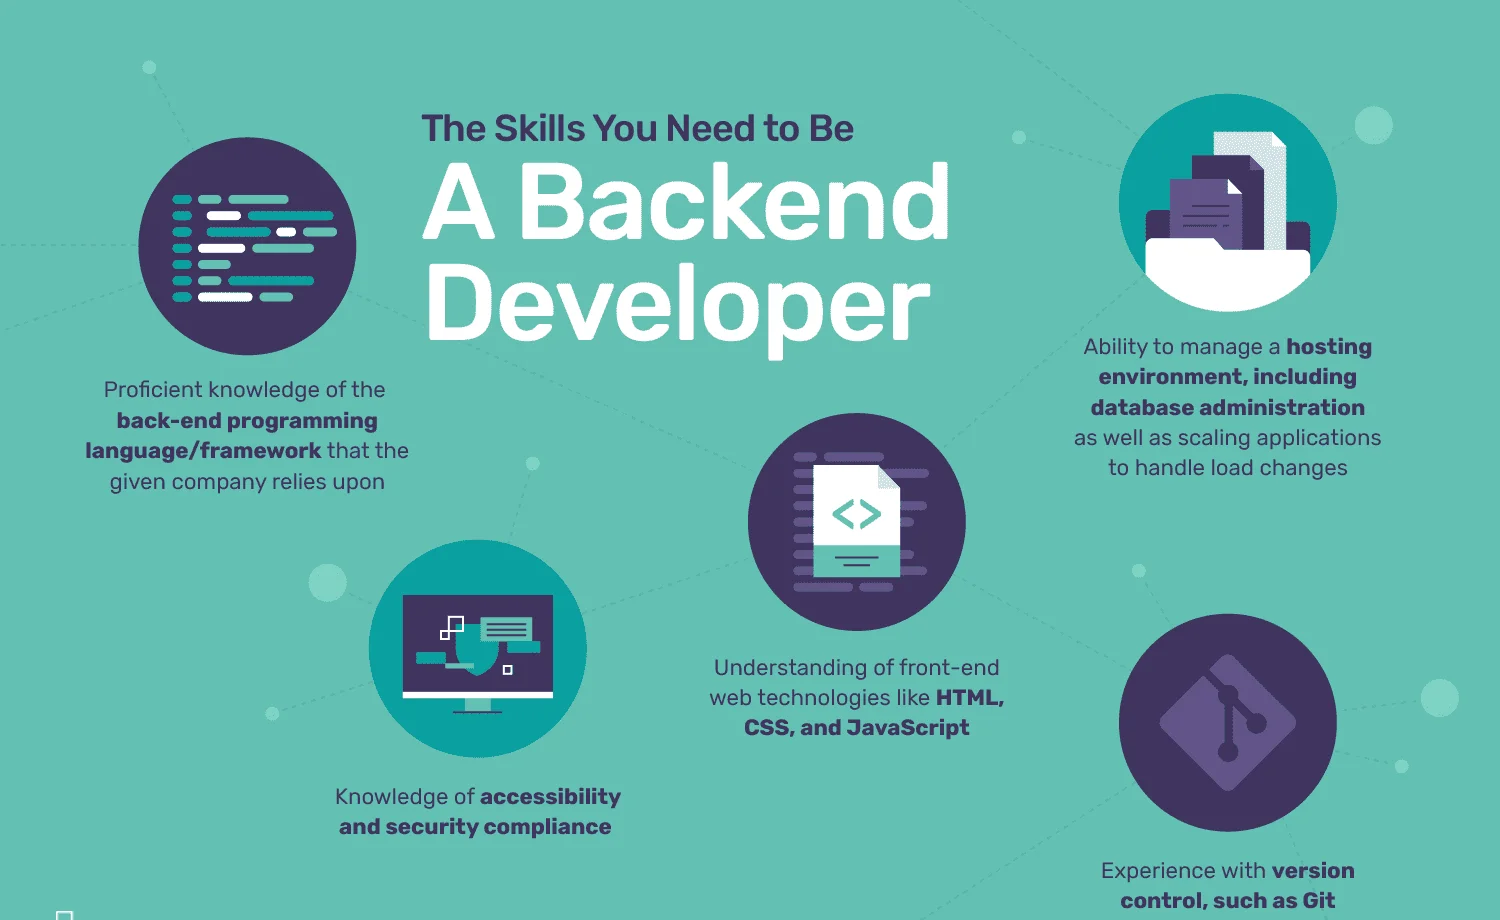 The Skills You Need to Be
A Backend
Developer
Proficient knowledge of the
back-end programming
language/framework that the
given company relies upon
Ability to manage a hosting
environment, including
database administration
as well as scaling applications
to handle load changes
Understanding of front-end
web technologies like HTML,
CSS, and JavaScript
Knowledge of accessibility
and security compliance
Experience with version
control, such as Git